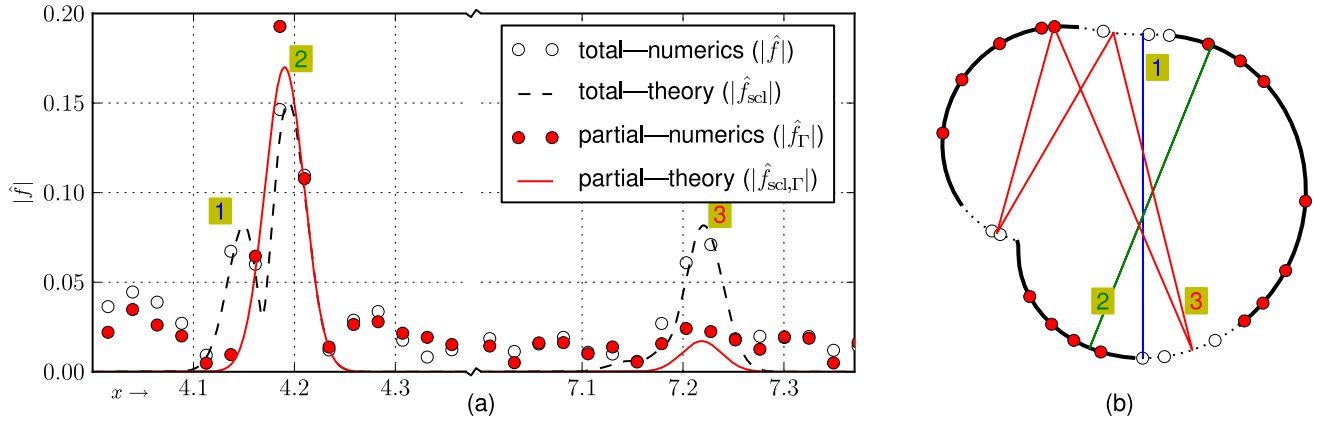 0.20
0.15
0.10
0.05
0.00
|f̂|
x → 4.1 4.2 4.3 7.1 7.2 7.3
1
2
3
total—numerics (|f̂|)
total—theory (|f̂scl|)
partial—numerics (|f̂Γ|)
partial—theory (|f̂scl,Γ|)
(a)
1
2
3
(b)